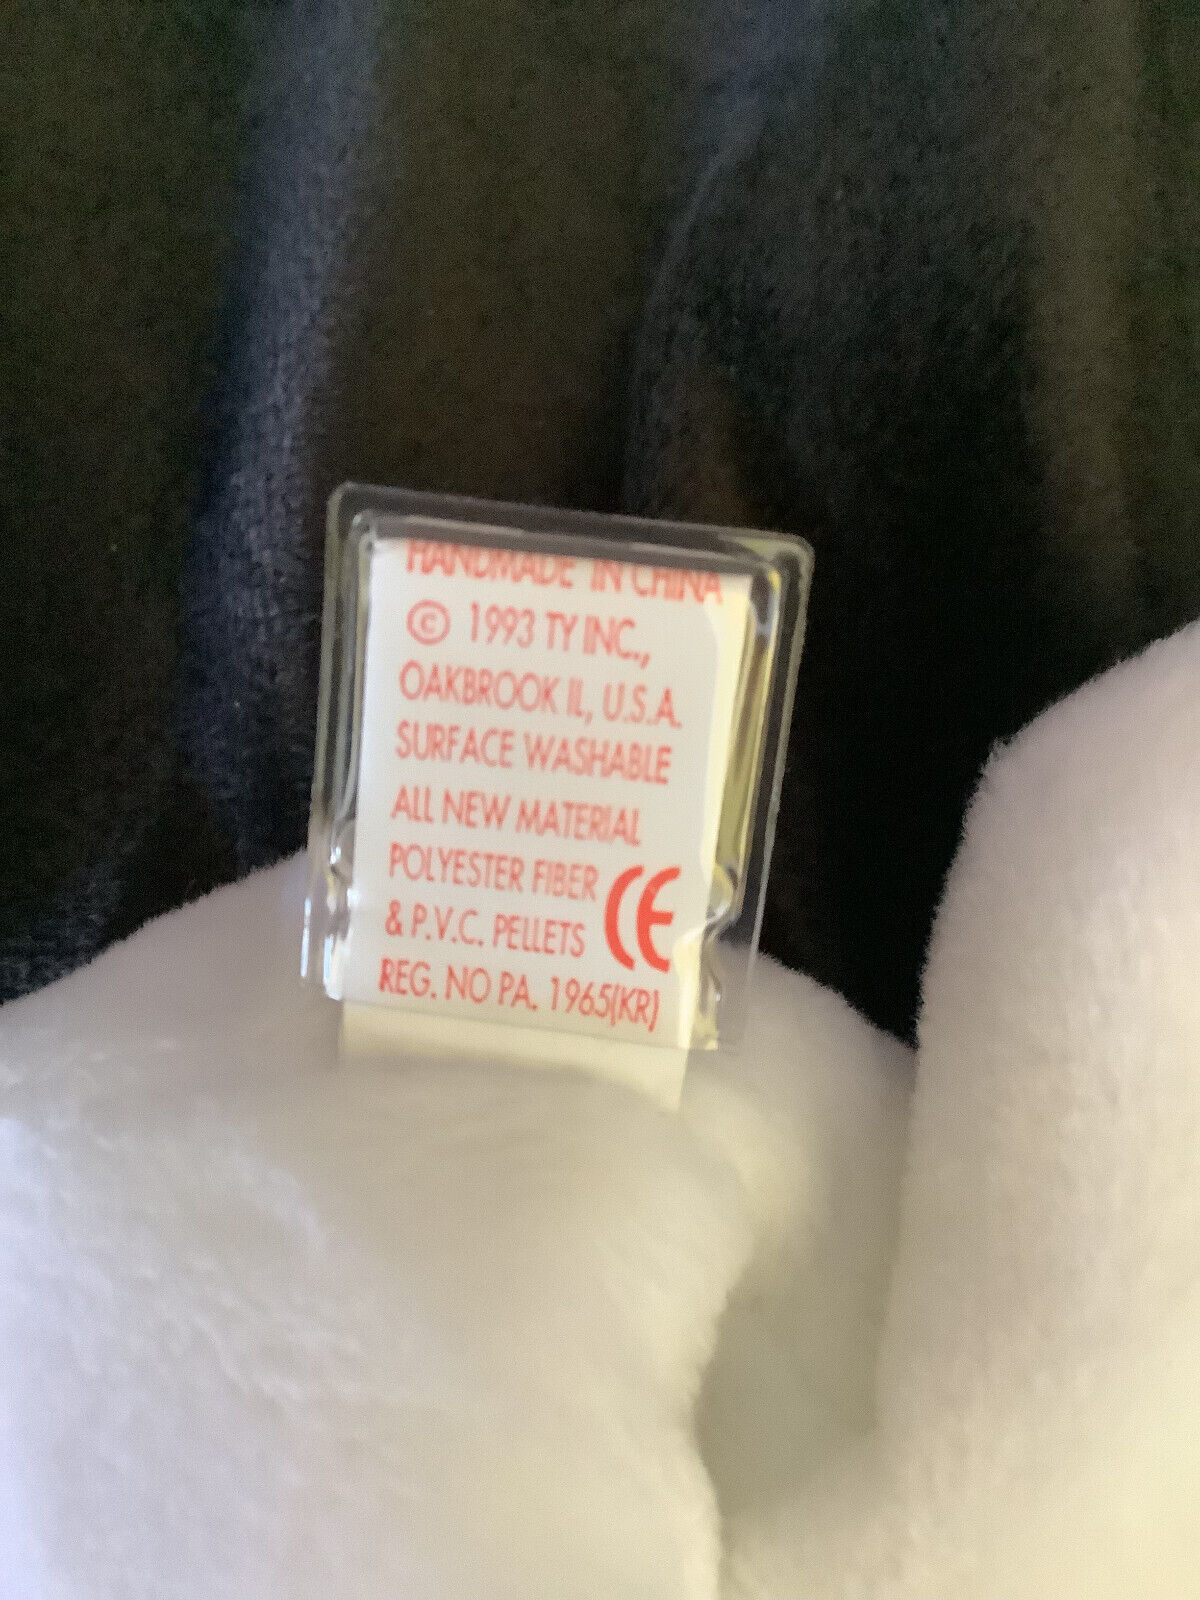 HANDMADE IN CHINA
© 1993 TY INC.,
OAKBROOK IL, U.S.A.
SURFACE WASHABLE
ALL NEW MATERIAL
POLYESTER FIBER
& P.V.C. PELLETS CE
REG. NO PA. 1965(KR)